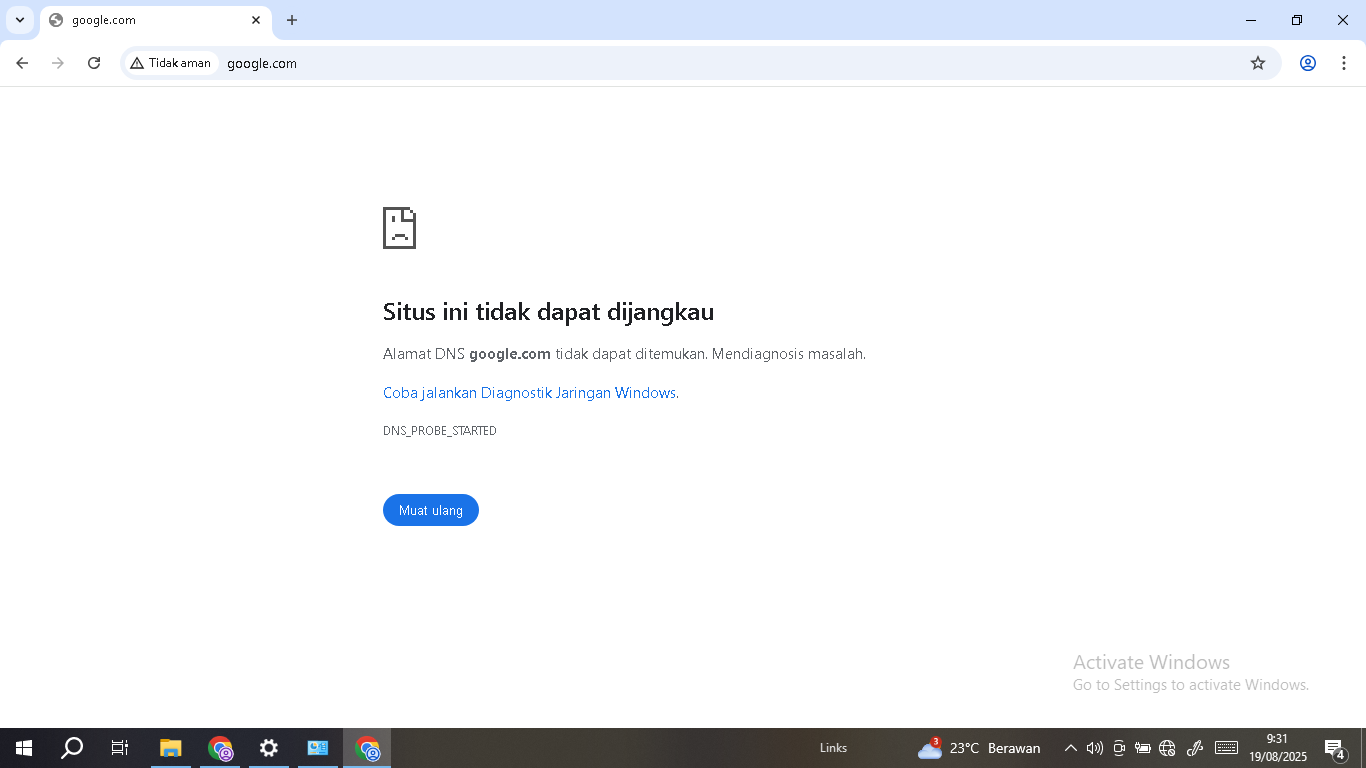 google.com
Tidak aman
google.com
Situs ini tidak dapat dijangkau
Alamat DNS google.com tidak dapat ditemukan. Mendiagnosis masalah.
Coba jalankan Diagnostik Jaringan Windows.
DNS_PROBE_STARTED
Muat ulang
Activate Windows
Go to Settings to activate Windows.
Links
3
23°C Berawan
9:31
19/08/2025
4